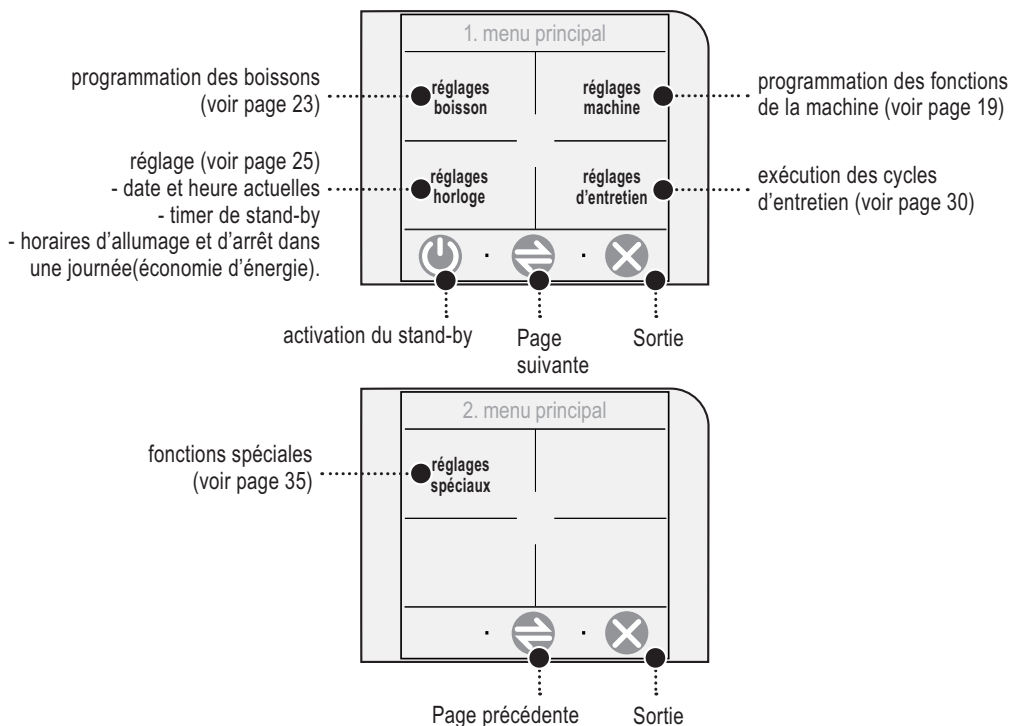 1. menu principal
programmation des boissons
(voir page 23)
réglages
boisson
réglages
machine
programmation des fonctions
de la machine (voir page 19)
réglage (voir page 25)
- date et heure actuelles
- timer de stand-by
- horaires d’allumage et d’arrêt dans
une journée(économie d’énergie).
réglages
horloge
réglages
d’entretien
exécution des cycles
d’entretien (voir page 30)
activation du stand-by
Page
suivante
Sortie
2. menu principal
fonctions spéciales
(voir page 35)
réglages
spéciaux
Page précédente
Sortie